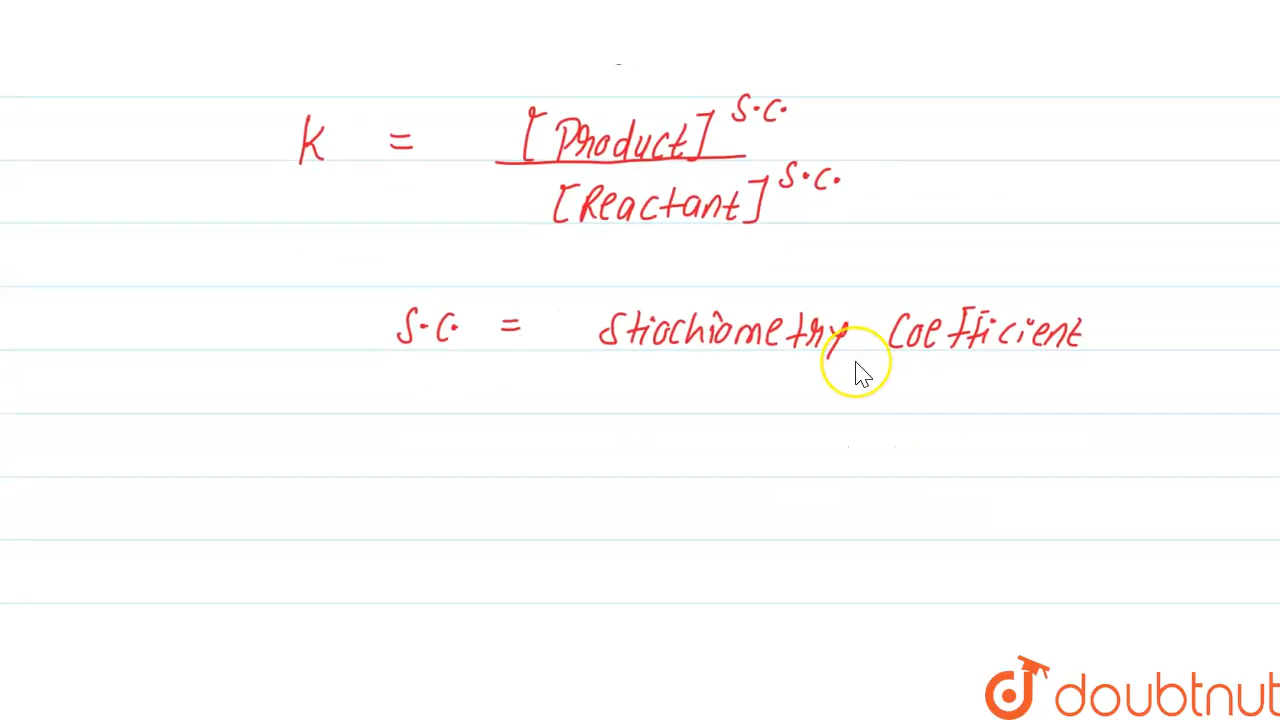 K = [Product]^S.C.
[Reactant]^S.C.
S.C. = Stiochiometry Coefficient
doubtnut